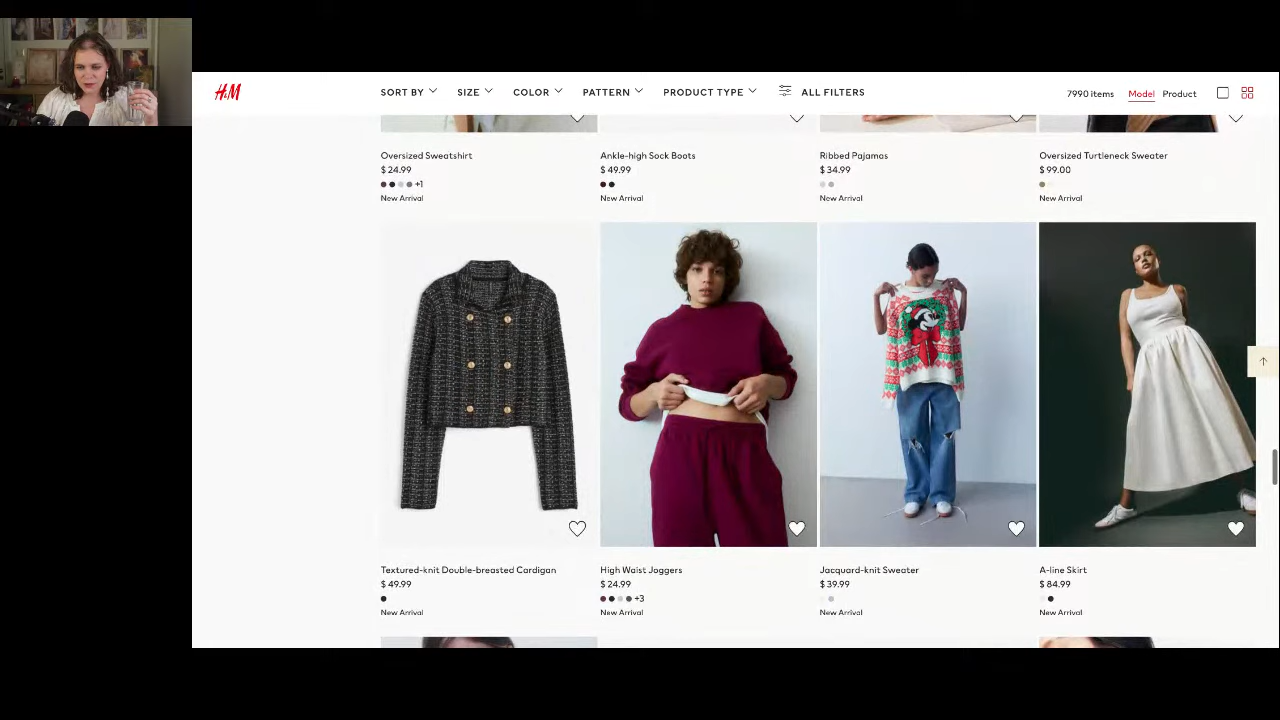 H&M
SORT BY SIZE COLOR PATTERN PRODUCT TYPE ALL FILTERS
7990 items Model Product
Oversized Sweatshirt
$ 24.99
+1
New Arrival
Ankle-high Sock Boots
$ 49.99
New Arrival
Ribbed Pajamas
$ 34.99
New Arrival
Oversized Turtleneck Sweater
$ 99.00
New Arrival
Textured-knit Double-breasted Cardigan
$ 49.99
New Arrival
High Waist Joggers
$ 24.99
+3
New Arrival
Jacquard-knit Sweater
$ 39.99
New Arrival
A-line Skirt
$ 84.99
New Arrival